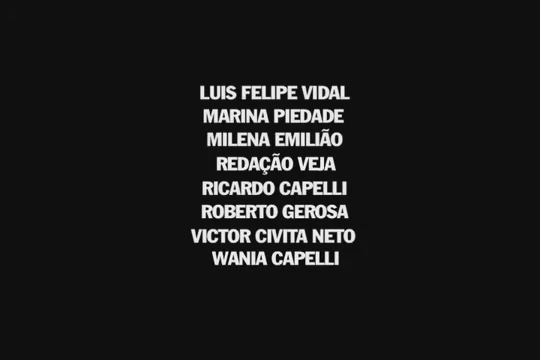 LUIS FELIPE VIDAL
MARINA PIEDADE
MILENA EMILIÃO
REDAÇÃO VEJA
RICARDO CAPELLI
ROBERTO GEROSA
VICTOR CIVITA NETO
WANIA CAPELLI